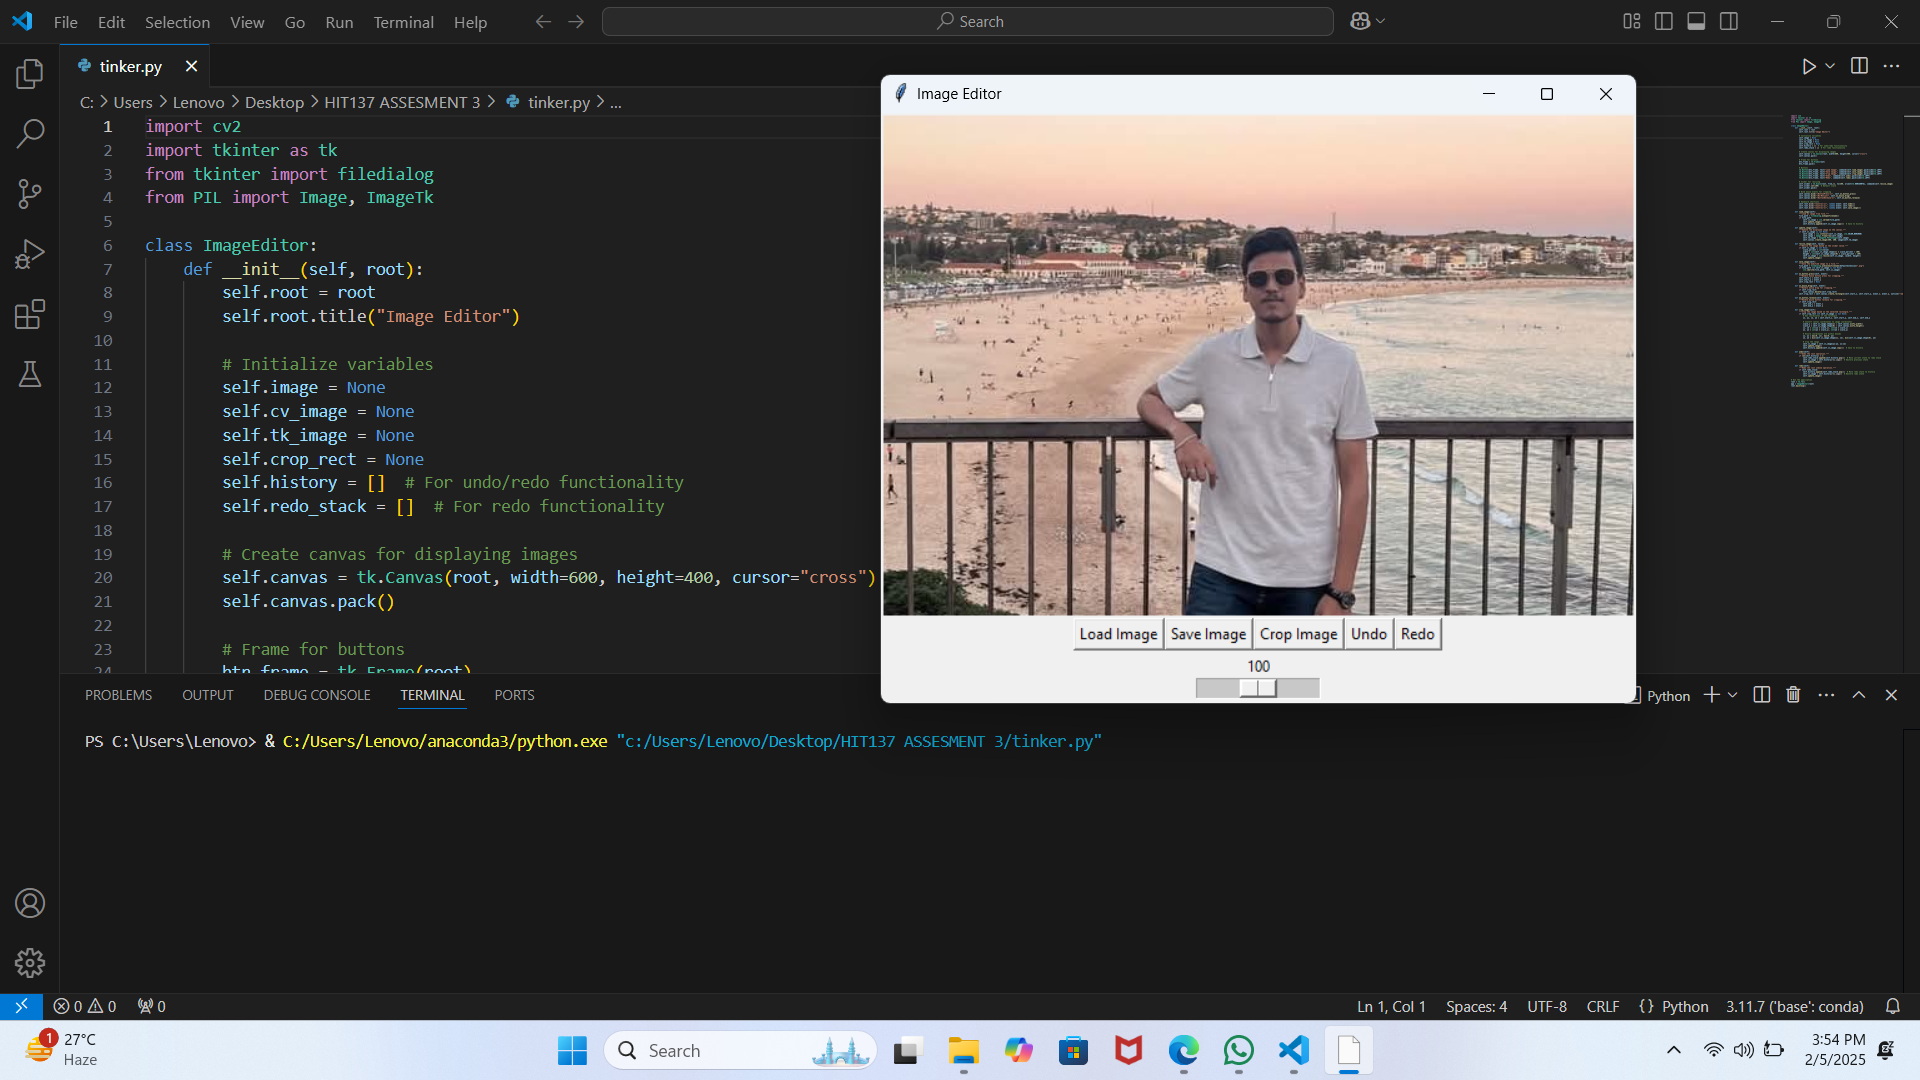 File Edit Selection View Go Run Terminal Help
Search
tinker.py
C: > Users > Lenovo > Desktop > HIT137 ASSESMENT 3 > tinker.py > ...
1 import cv2
2 import tkinter as tk
3 from tkinter import filedialog
4 from PIL import Image, ImageTk
5
6 class ImageEditor:
7 def __init__(self, root):
8 self.root = root
9 self.root.title("Image Editor")
10
11 # Initialize variables
12 self.image = None
13 self.cv_image = None
14 self.tk_image = None
15 self.crop_rect = None
16 self.history = [] # For undo/redo functionality
17 self.redo_stack = [] # For redo functionality
18
19 # Create canvas for displaying images
20 self.canvas = tk.Canvas(root, width=600, height=400, cursor="cross")
21 self.canvas.pack()
22
23 # Frame for buttons
24 btn_frame = tk.Frame(root)
Image Editor
Load Image Save Image Crop Image Undo Redo
100
PROBLEMS OUTPUT DEBUG CONSOLE TERMINAL PORTS
Python
PS C:\Users\Lenovo> & C:/Users/Lenovo/anaconda3/python.exe "c:/Users/Lenovo/Desktop/HIT137 ASSESMENT 3/tinker.py"
0 0 0
Ln 1, Col 1 Spaces: 4 UTF-8 CRLF {} Python 3.11.7 ('base': conda)
1
27°C
Haze
Search
3:54 PM
2/5/2025